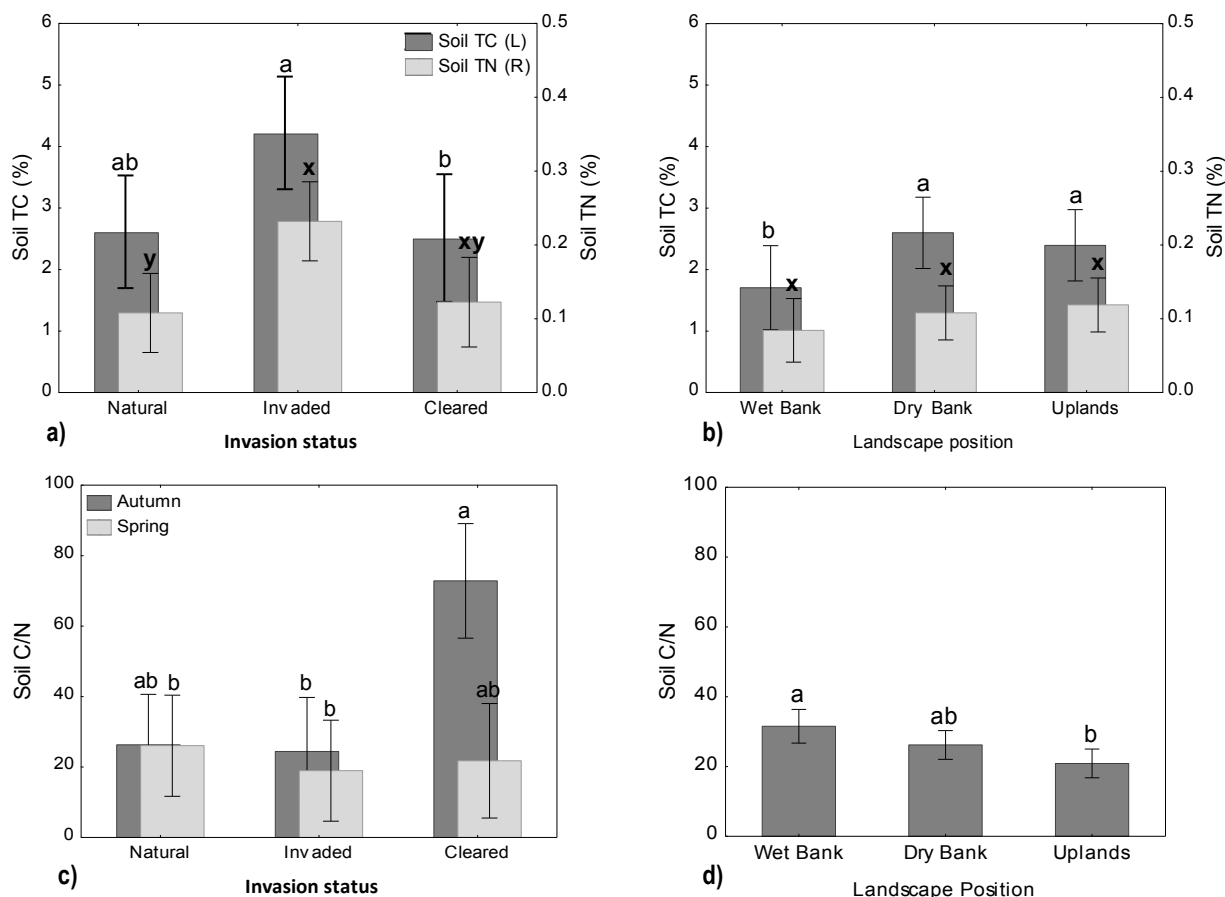 6
5
4
3
2
1
0
Soil TC (%)
0.5
0.4
0.3
0.2
0.1
0.0
Soil TN (%)
Soil TC (L)
Soil TN (R)
ab
y
a
x
b
xy
Natural Invaded Cleared
a) Invasion status
6
5
4
3
2
1
0
Soil TC (%)
0.5
0.4
0.3
0.2
0.1
0.0
Soil TN (%)
b
x
a
x
a
x
Wet Bank Dry Bank Uplands
b) Landscape position
100
80
60
40
20
0
Soil C/N
Autumn
Spring
ab b
b b
a
ab
Natural Invaded Cleared
c) Invasion status
100
80
60
40
20
0
Soil C/N
a
ab
b
Wet Bank Dry Bank Uplands
d) Landscape Position